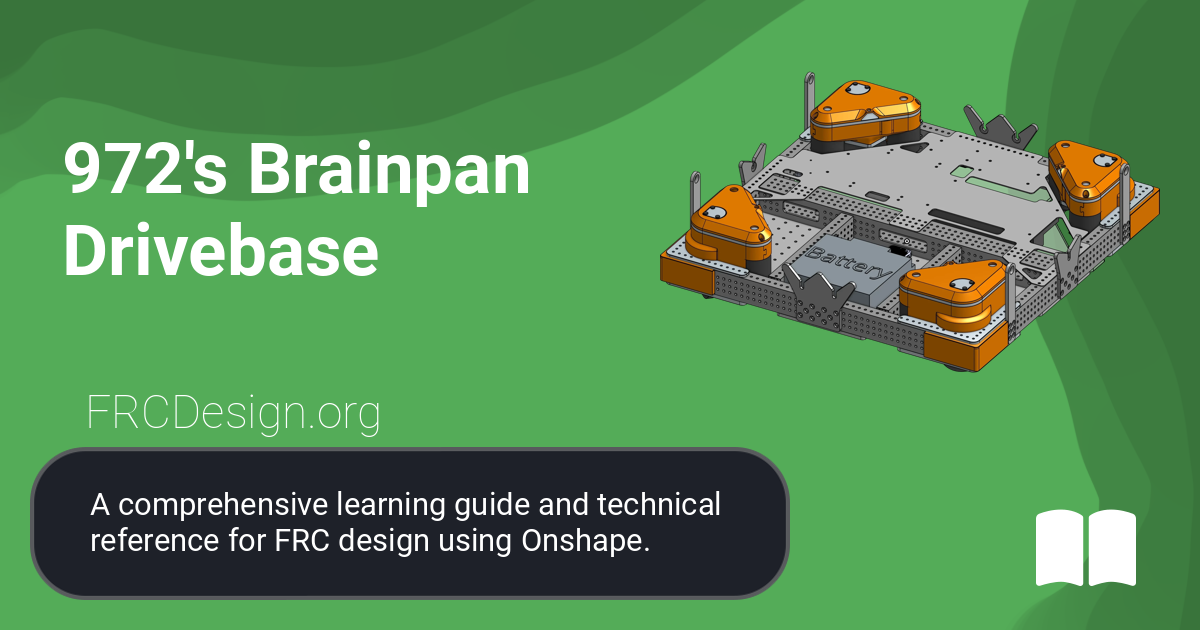 972's Brainpan
Drivebase
Battery
FRCDesign.org
A comprehensive learning guide and technical
reference for FRC design using Onshape.